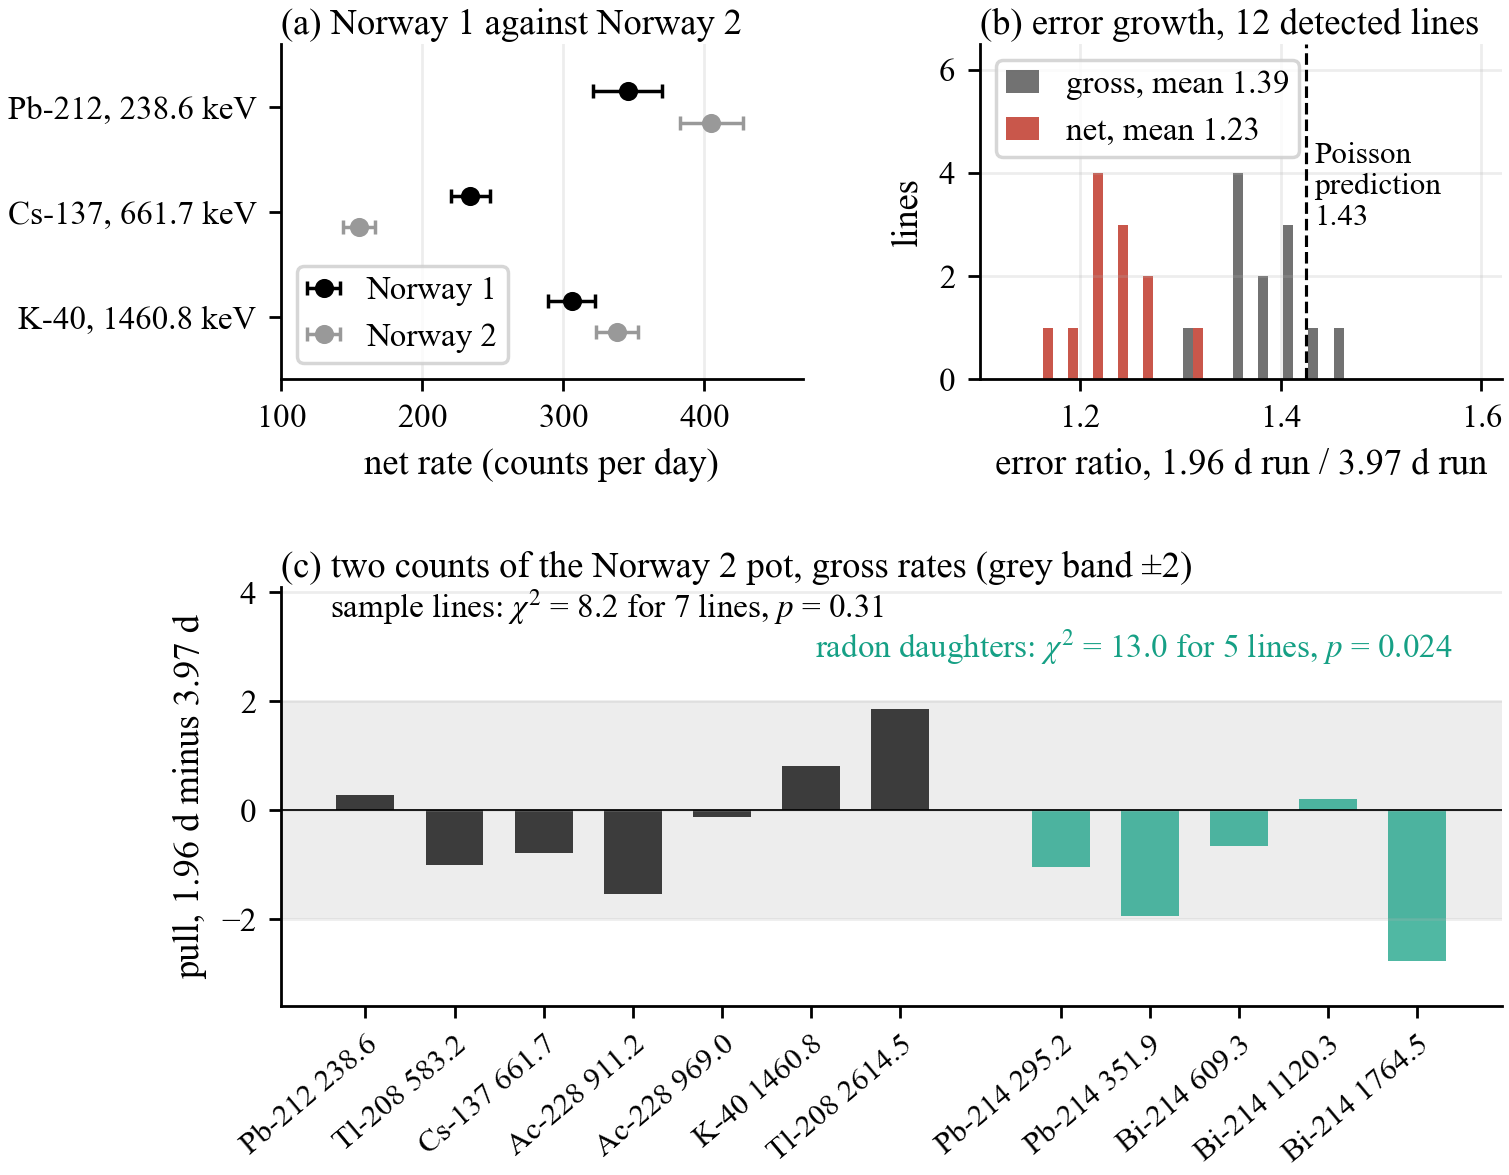 (a) Norway 1 against Norway 2
Pb-212, 238.6 keV
Cs-137, 661.7 keV
K-40, 1460.8 keV
Norway 1
Norway 2
100 200 300 400
net rate (counts per day)
(b) error growth, 12 detected lines
gross, mean 1.39
net, mean 1.23
Poisson
prediction
1.43
lines
6
4
2
0
1.2 1.4 1.6
error ratio, 1.96 d run / 3.97 d run
(c) two counts of the Norway 2 pot, gross rates (grey band ±2)
sample lines: χ² = 8.2 for 7 lines, p = 0.31
radon daughters: χ² = 13.0 for 5 lines, p = 0.024
pull, 1.96 d minus 3.97 d
4
2
0
−2
Pb-212 238.6
Tl-208 583.2
Cs-137 661.7
Ac-228 911.2
Ac-228 969.0
K-40 1460.8
Tl-208 2614.5
Pb-214 295.2
Pb-214 351.9
Bi-214 609.3
Bi-214 1120.3
Bi-214 1764.5